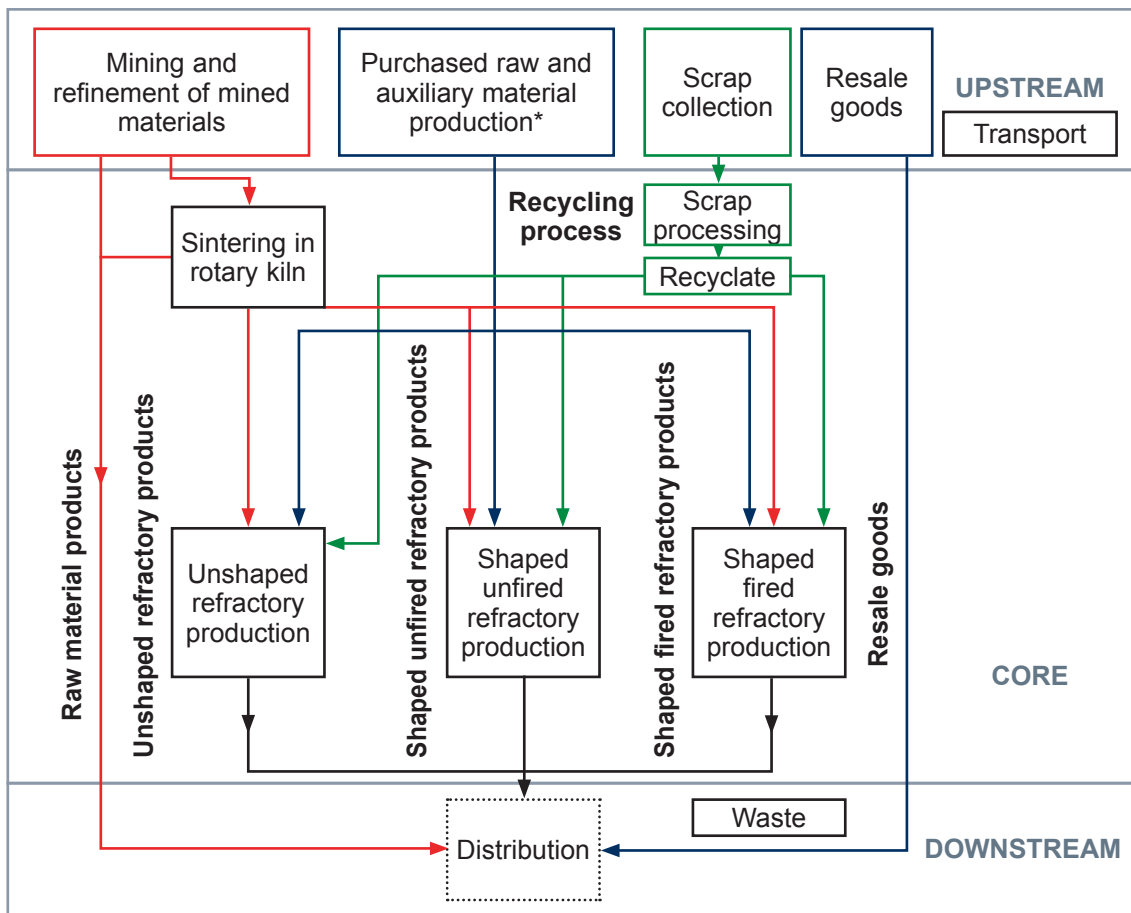 Mining and
refinement of mined
materials
Purchased raw and
auxiliary material
production*
Scrap
collection
Resale
goods
UPSTREAM
Transport
Sintering in
rotary kiln
Recycling
process
Scrap
processing
Recyclate
Raw material products
Unshaped refractory products
Unshaped
refractory
production
Shaped unfired refractory products
Shaped
unfired
refractory
production
Shaped fired refractory products
Shaped
fired
refractory
production
Resale goods
CORE
Distribution
Waste
DOWNSTREAM